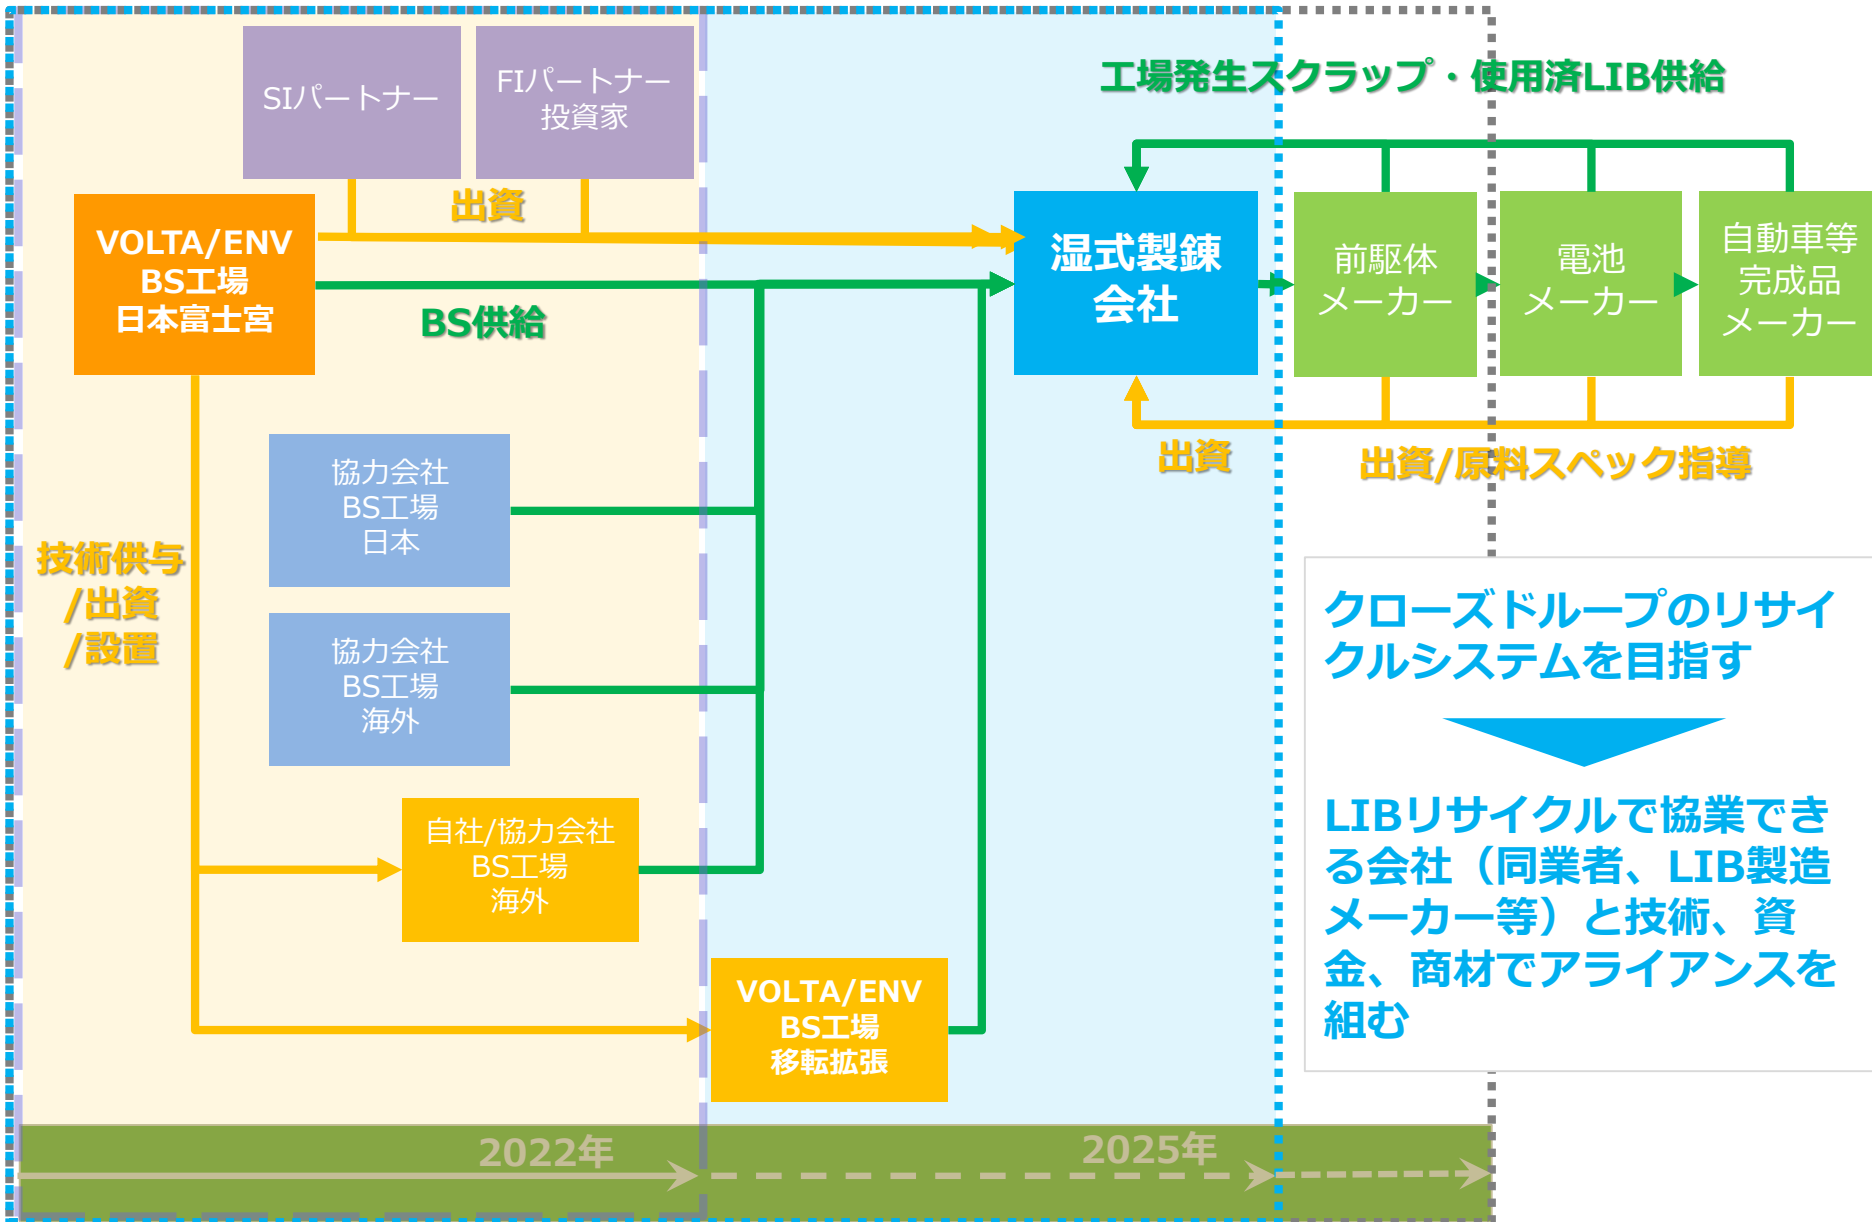 SIパートナー
FIパートナー
投資家
工場発生スクラップ・使用済LIB供給
出資
VOLTA/ENV
BS工場
日本富士宮
BS供給
湿式製錬
会社
前駆体
メーカー
電池
メーカー
自動車等
完成品
メーカー
出資
出資/原料スペック指導
協力会社
BS工場
日本
技術供与
/出資
/設置
協力会社
BS工場
海外
自社/協力会社
BS工場
海外
VOLTA/ENV
BS工場
移転拡張
クローズドループのリサイ
クルシステムを目指す
LIBリサイクルで協業でき
る会社（同業者、LIB製造
メーカー等）と技術、資
金、商材でアライアンスを
組む
2022年
2025年